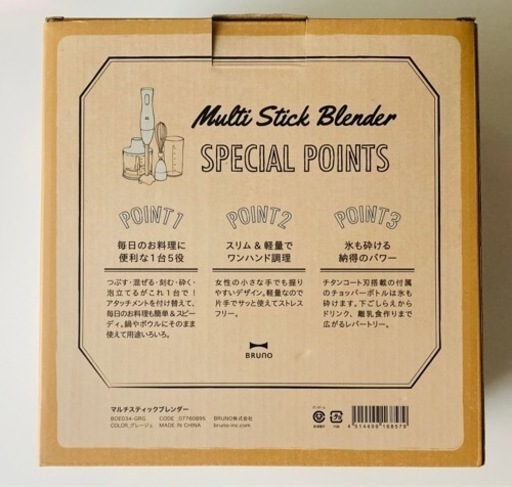 Multi Stick Blender
SPECIAL POINTS
POINT1
毎日のお料理に
便利な1台5役
つぶす・混ぜる・刻む・砕く・
泡立てるがこれ1台で！
アタッチメントを付け替えて、
毎日のお料理も簡単&スピー
ディ。鍋やボウルにそのまま
使えて用途いろいろ。
POINT2
スリム&軽量で
ワンハンド調理
女性の小さな手でも握り
やすいデザイン。軽量なので
片手でサッと使えてストレス
フリー。
POINT3
氷も砕ける
納得のパワー
チタンコート刃搭載の付属
のチョッパーボトルは氷も
砕けます。下ごしらえから
ドリンク、離乳食作りまで
広がるレパートリー。
BRUNO
マルチスティックブレンダー
BOE034-GRG CODE_07760895 BRUNO株式会社
COLOR_グレージュ MADE IN CHINA bruno-inc.com
4514499168579